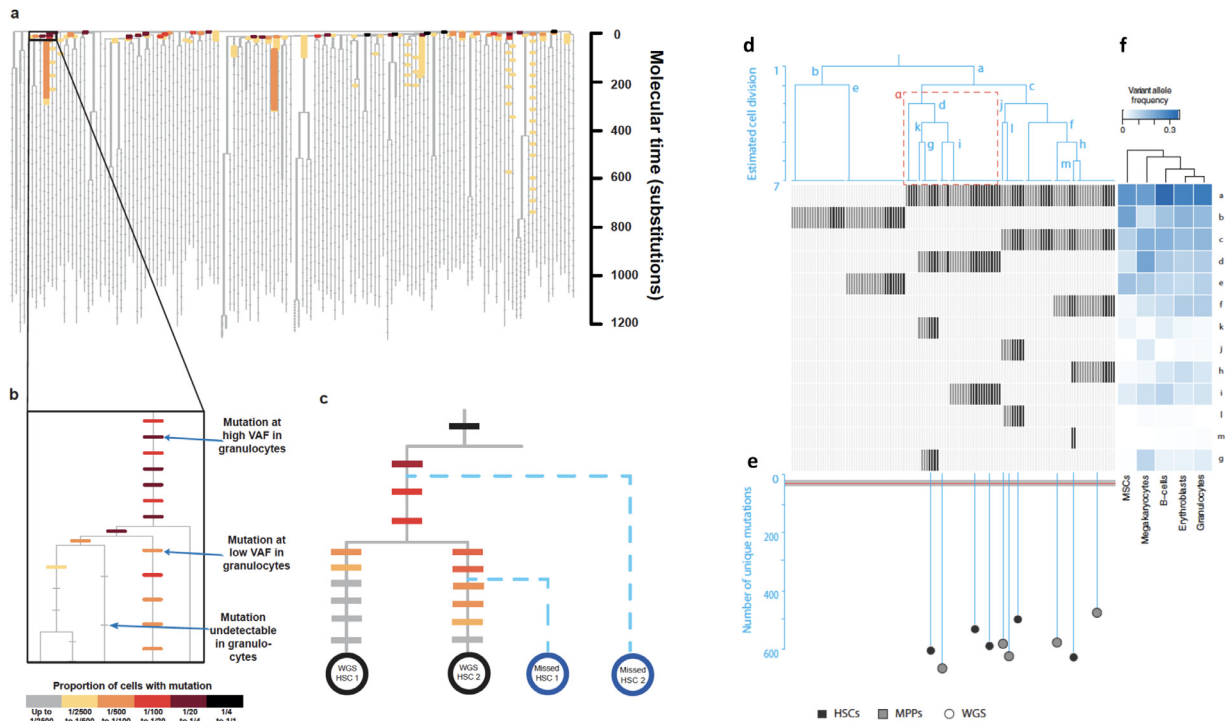 a
0
200
400
600
800
1000
1200
Molecular time (substitutions)
b
Mutation at
high VAF in
granulocytes
Mutation at
low VAF in
granulocytes
Mutation
undetectable
in granulo-
cytes
Proportion of cells with mutation
Up to
1/2500
1/2500
to 1/500
1/500
to 1/100
1/100
to 1/20
1/20
to 1/4
1/4
to 1/1
c
WGS
HSC 1
WGS
HSC 2
Missed
HSC 1
Missed
HSC 2
d
Estimated cell division
1
7
b
a
e
α
c
d
j
k
g
i
l
f
h
m
e
Number of unique mutations
0
200
400
600
HSCs
MPPs
WGS
f
Variant allele
frequency
0
0.3
a
b
c
d
e
f
k
j
h
i
l
m
g
MSCs
Megakaryocytes
B-cells
Erythroblasts
Granulocytes